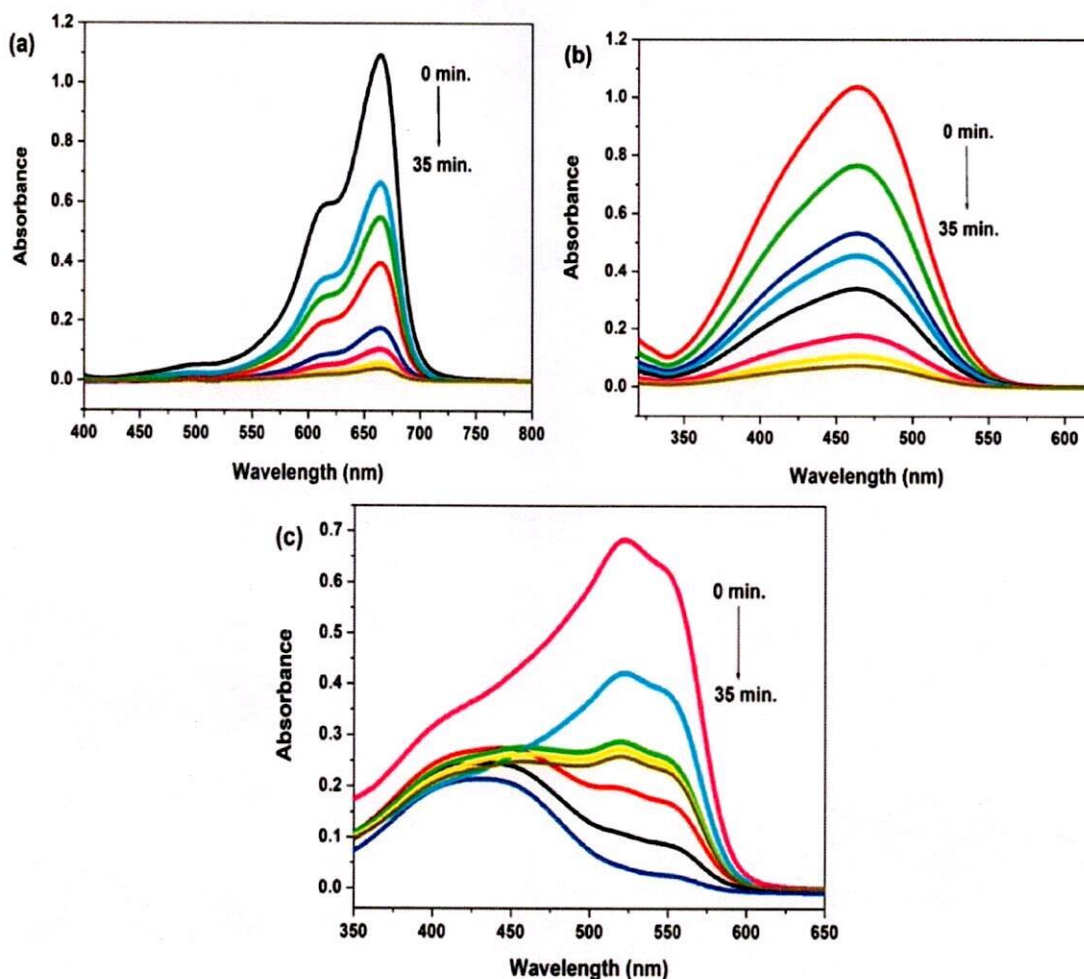 (a)
1.2
1.0
0.8
0.6
0.4
0.2
0.0
Absorbance
0 min.
35 min.
400 450 500 550 600 650 700 750 800
Wavelength (nm)
(b)
1.2
1.0
0.8
0.6
0.4
0.2
0.0
Absorbance
0 min.
35 min.
350 400 450 500 550 600
Wavelength (nm)
(c)
0.7
0.6
0.5
0.4
0.3
0.2
0.1
0.0
Absorbance
0 min.
35 min.
350 400 450 500 550 600 650
Wavelength (nm)